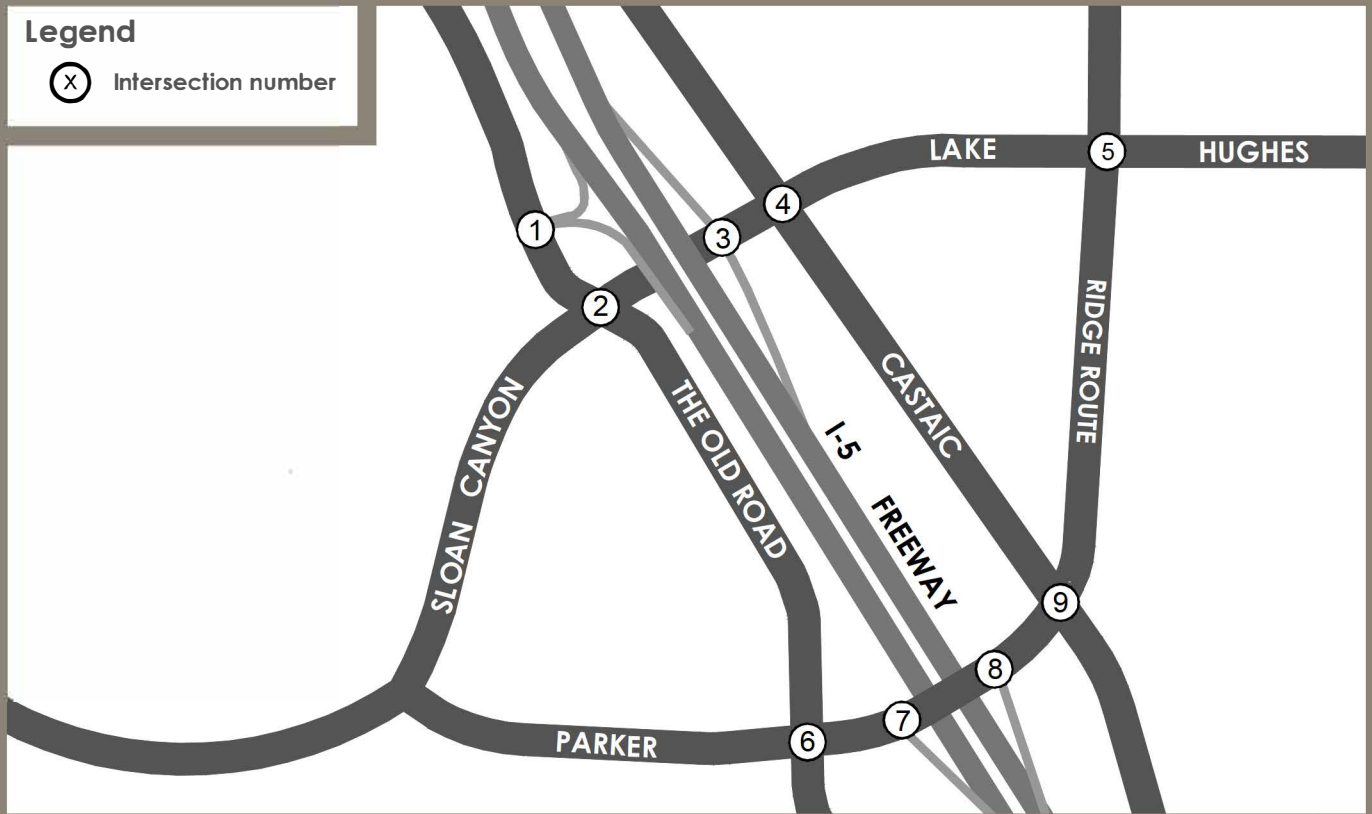 Legend
X Intersection number
LAKE HUGHES
5
4
3
1
2
RIDGE ROUTE
CASTAIC
SLOAN CANYON
THE OLD ROAD
I-5 FREEWAY
9
8
7
6
PARKER